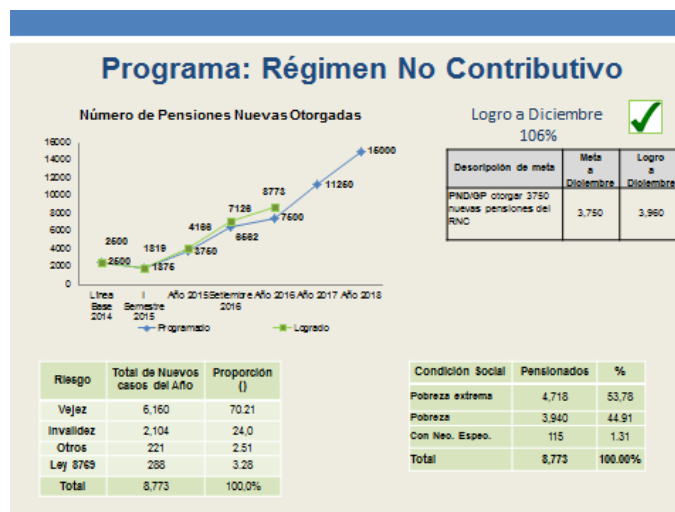 Programa: Régimen No Contributivo
Número de Pensiones Nuevas Otorgadas
16000
14000
12000
10000
8000
6000
4000
2000
0
2500
2500
1819
1875
4166
3750
7126
6562
8773
7500
11250
15000
Línea Base 2014
I Semestre 2015
Año 2015
Setiembre 2016
Año 2016
Año 2017
Año 2018
Programado
Logrado
Logro a Diciembre
106%
Descripción de meta
Meta a Diciembre
Logro a Diciembre
PND/GP otorgar 3750
nuevas pensiones del
RNC
3,750
3,960
Riesgo
Total de Nuevos casos del Año
Proporción ()
Vejez 6,160 70.21
Invalidez 2,104 24,0
Otros 221 2.51
Ley 8769 288 3.28
Total 8,773 100,0%
Condición Social Pensionados %
Pobreza extrema 4,718 53,78
Pobreza 3,940 44.91
Con Neo. Espeo. 115 1.31
Total 8,773 100.00%